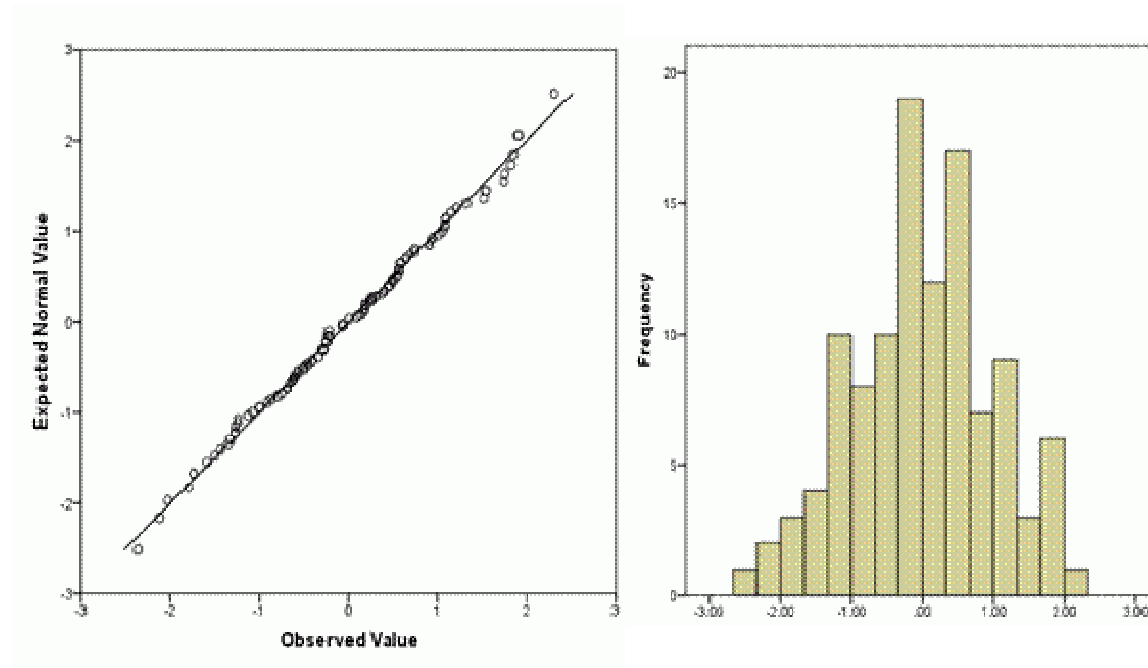 3
2
1
0
-1
-2
-3
-3 -2 -1 0 1 2 3
Expected Normal Value
Observed Value
20
15
10
5
0
-3.00 -2.00 -1.00 .00 1.00 2.00 3.00
Frequency